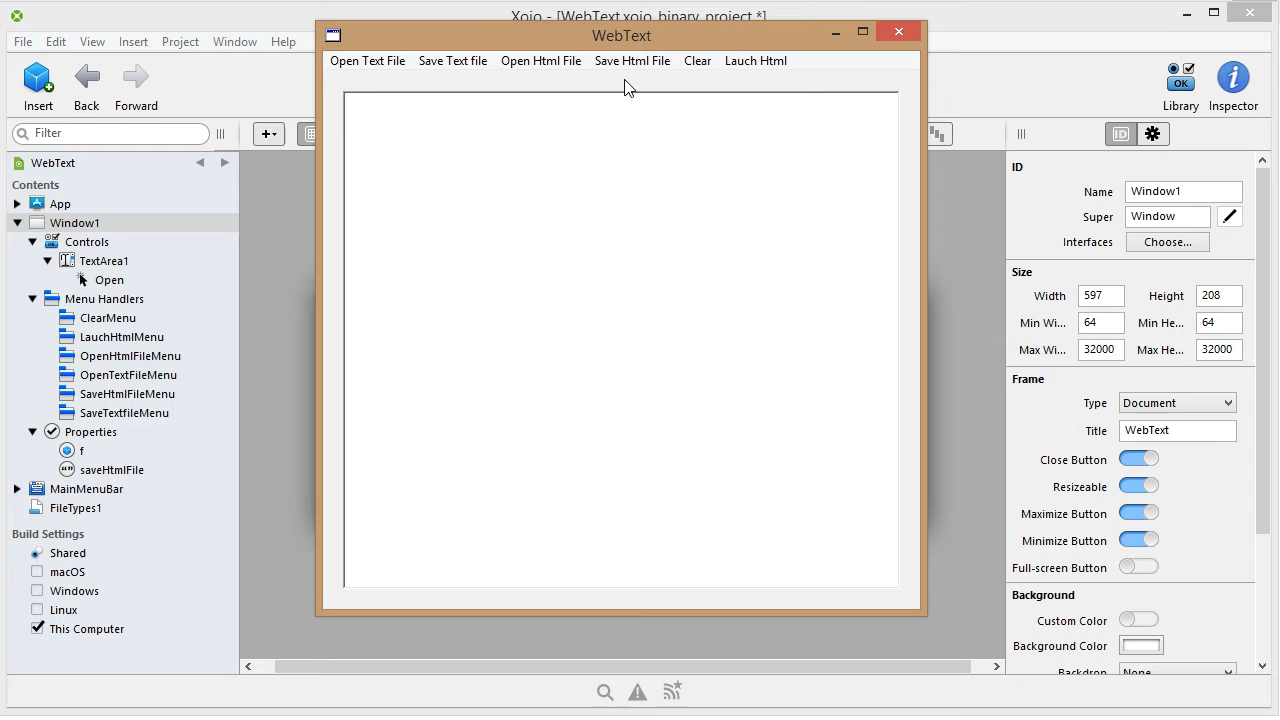 Xojo - [WebText.xojo_binary_project *]
File Edit View Insert Project Window Help
WebText
Open Text File Save Text file Open Html File Save Html File Clear Lauch Html
Insert Back Forward
OK
Library Inspector
Filter
ID
WebText
Contents
App
Window1
Controls
TextArea1
Open
Menu Handlers
ClearMenu
LauchHtmlMenu
OpenHtmlFileMenu
OpenTextFileMenu
SaveHtmlFileMenu
SaveTextfileMenu
Properties
f
saveHtmlFile
MainMenuBar
FileTypes1
Build Settings
Shared
macOS
Windows
Linux
This Computer
ID
Name Window1
Super Window
Interfaces Choose...
Size
Width 597 Height 208
Min Wi... 64 Min He... 64
Max Wi... 32000 Max He... 32000
Frame
Type Document
Title WebText
Close Button
Resizeable
Maximize Button
Minimize Button
Full-screen Button
Background
Custom Color
Background Color
Backdrop None